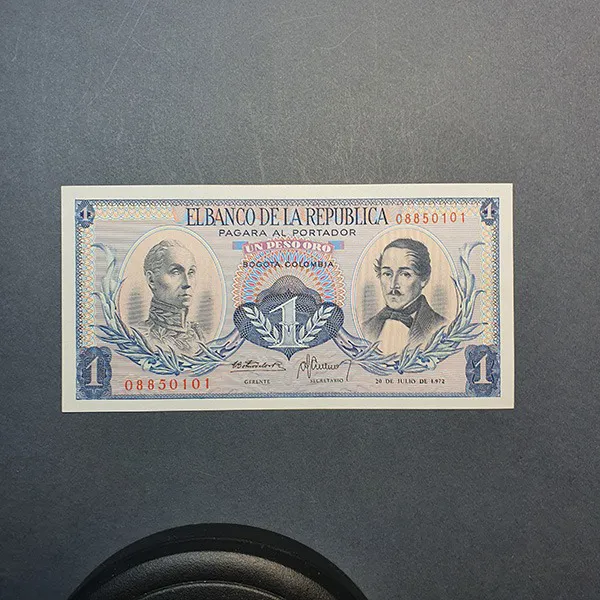 1 EL BANCO DE LA REPUBLICA 08850101 1
PAGARA AL PORTADOR
UN PESO ORO
BOGOTA COLOMBIA
1
1 08850101 GERENTE SECRETARIO 20 DE JULIO DE 1972 1